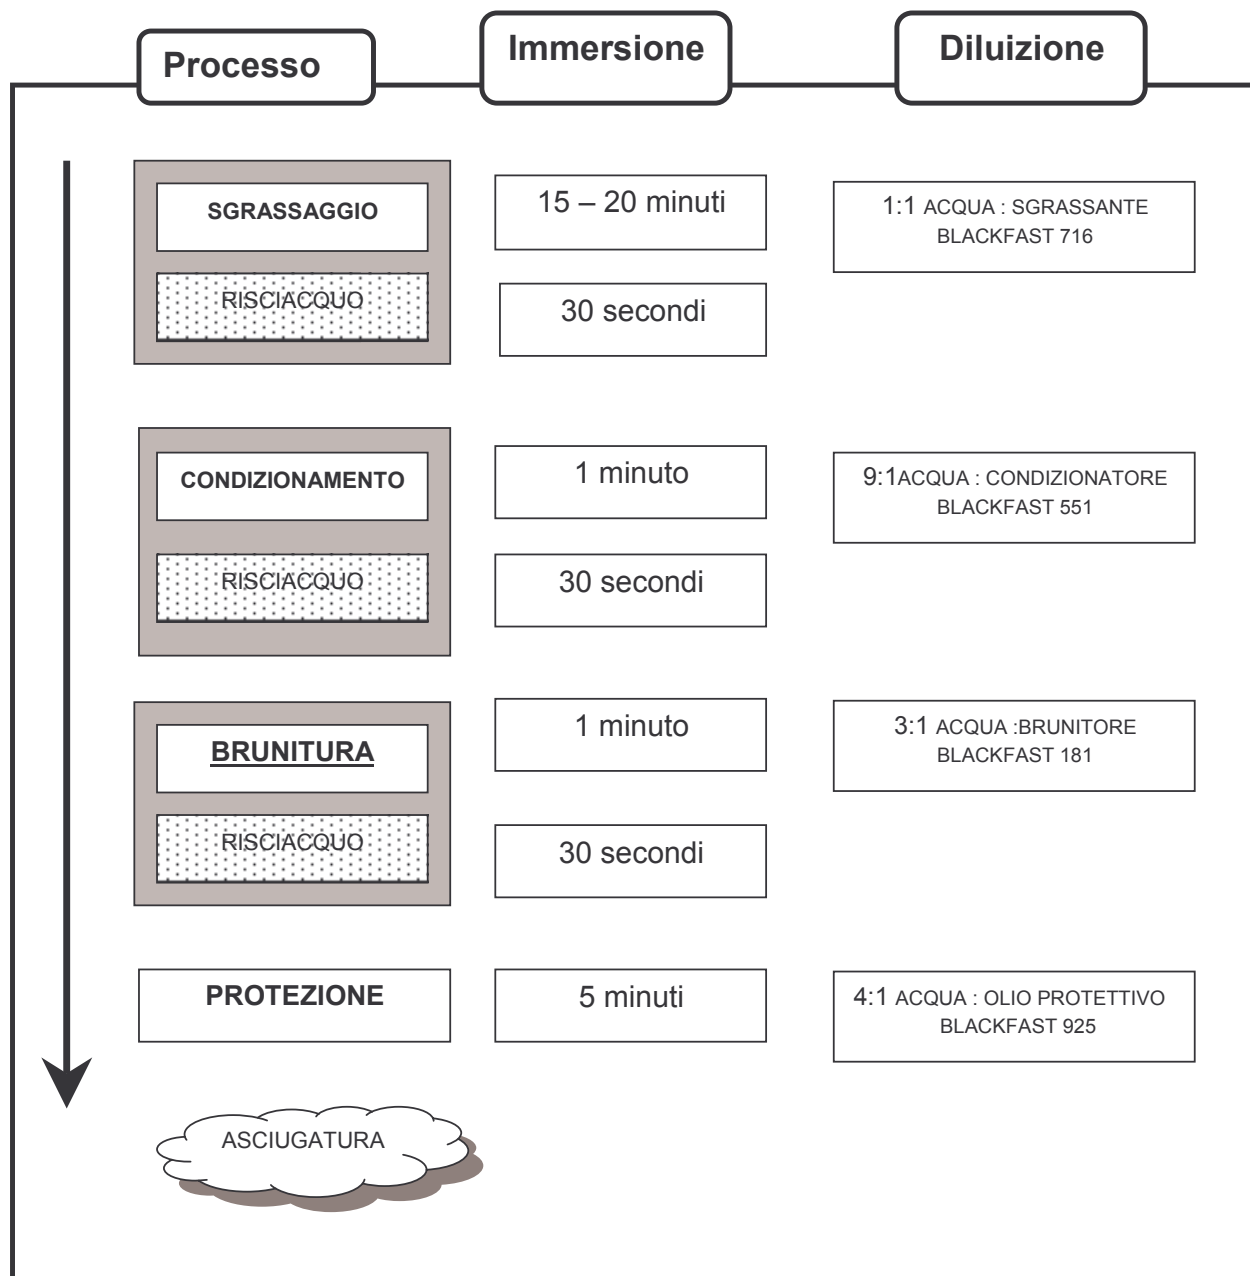 Processo
Immersione
Diluizione
SGRASSAGGIO
15 – 20 minuti
1:1 ACQUA : SGRASSANTE
BLACKFAST 716
RISCIACQUO
30 secondi
CONDIZIONAMENTO
1 minuto
9:1ACQUA : CONDIZIONATORE
BLACKFAST 551
RISCIACQUO
30 secondi
BRUNITURA
1 minuto
3:1 ACQUA :BRUNITORE
BLACKFAST 181
RISCIACQUO
30 secondi
PROTEZIONE
5 minuti
4:1 ACQUA : OLIO PROTETTIVO
BLACKFAST 925
ASCIUGATURA